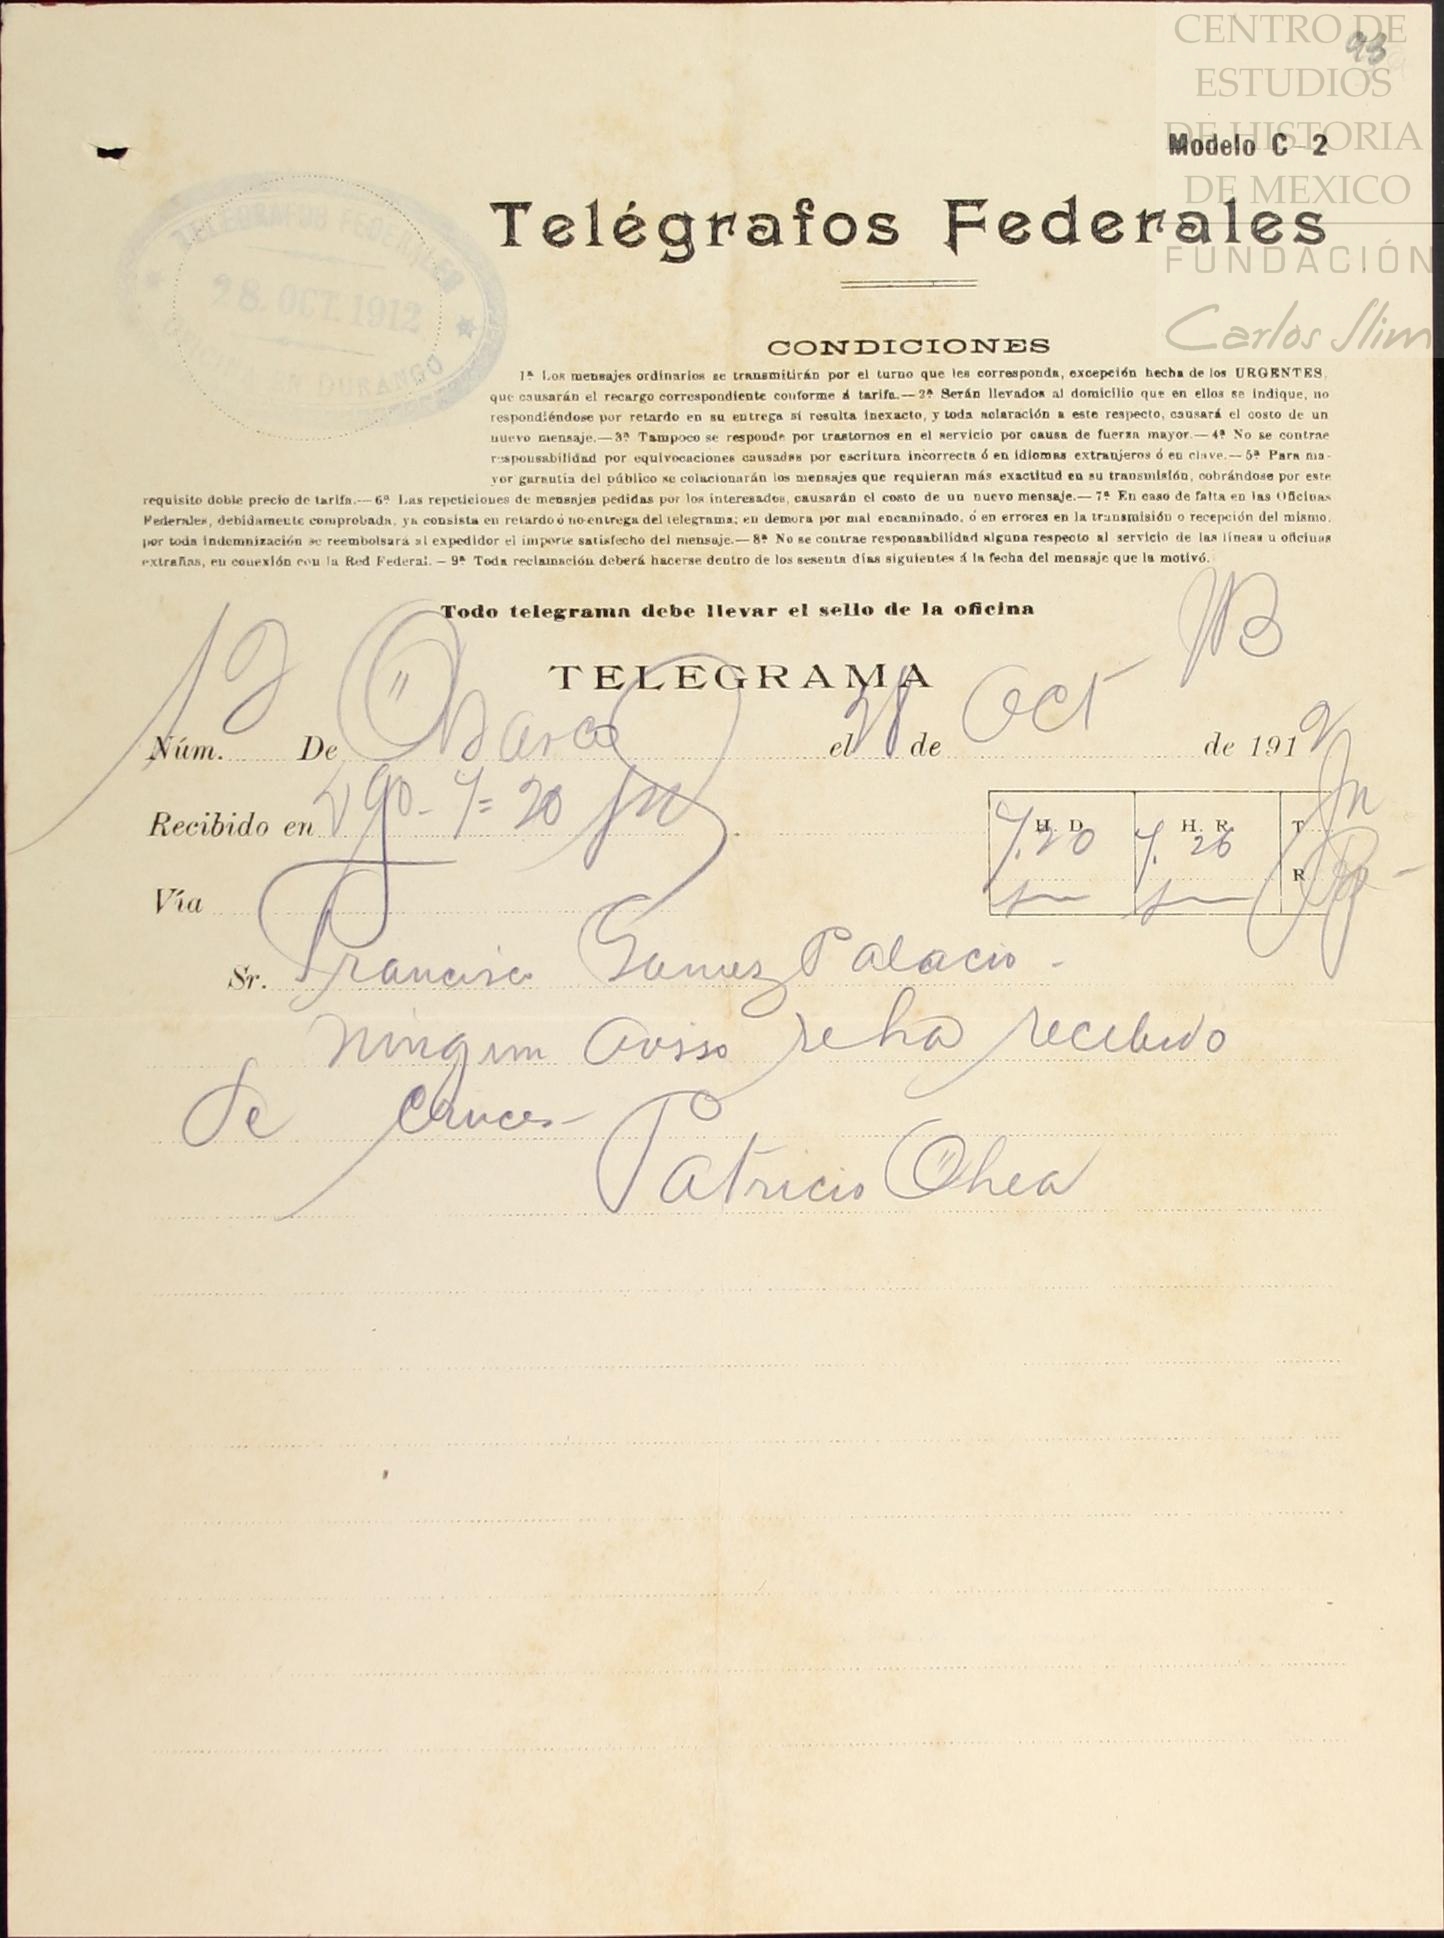 CENTRO DE
ESTUDIOS
DE HISTORIA
DE MEXICO
FUNDACIÓN
Carlos Slim
93
Modelo C-2
Telégrafos Federales
TELEGRAFOS FEDERALES
28. OCT. 1912
OFICINA EN DURANGO
CONDICIONES
1ª Los mensajes ordinarios se transmitirán por el turno que les corresponda, excepción hecha de los URGENTES,
que causarán el recargo correspondiente conforme á tarifa.—2ª Serán llevados al domicilio que en ellos se indique, no
respondiéndose por retardo en su entrega si resulta inexacto, y toda aclaración a este respecto, causará el costo de un
nuevo mensaje.—3ª Tampoco se responde por trastornos en el servicio por causa de fuerza mayor.—4ª No se contrae
responsabilidad por equivocaciones causadas por escritura incorrecta ó en idiomas extranjeros ó en clave.—5ª Para ma-
yor garantía del público se colacionarán los mensajes que requieran más exactitud en su transmisión, cobrándose por este
requisito doble precio de tarifa.—6ª Las repeticiones de mensajes pedidas por los interesados, causarán el costo de un nuevo mensaje.—7ª En caso de falta en las Oficinas
Federales, debidamente comprobada, ya consista en retardo ó no entrega del telegrama; en demora por mal encaminado, ó en errores en la transmisión o recepción del mismo,
por toda indemnización se reembolsará al expedidor el importe satisfecho del mensaje.—8ª No se contrae responsabilidad alguna respecto al servicio de las líneas u oficinas
extrañas, en conexión con la Red Federal.—9ª Toda reclamación deberá hacerse dentro de los sesenta días siguientes á la fecha del mensaje que la motivó.
Todo telegrama debe llevar el sello de la oficina
TELEGRAMA
Núm. 12 De el 28 de Oct de 1912
Recibido en Dgo- 7=20 pm
H. D. H. R. T.
7.20 7.26
pm pm R
Vía
Sr. Francisco Gomez Palacio-
ningun aviso se ha recibido
de Cruces-
Patricio Ohea